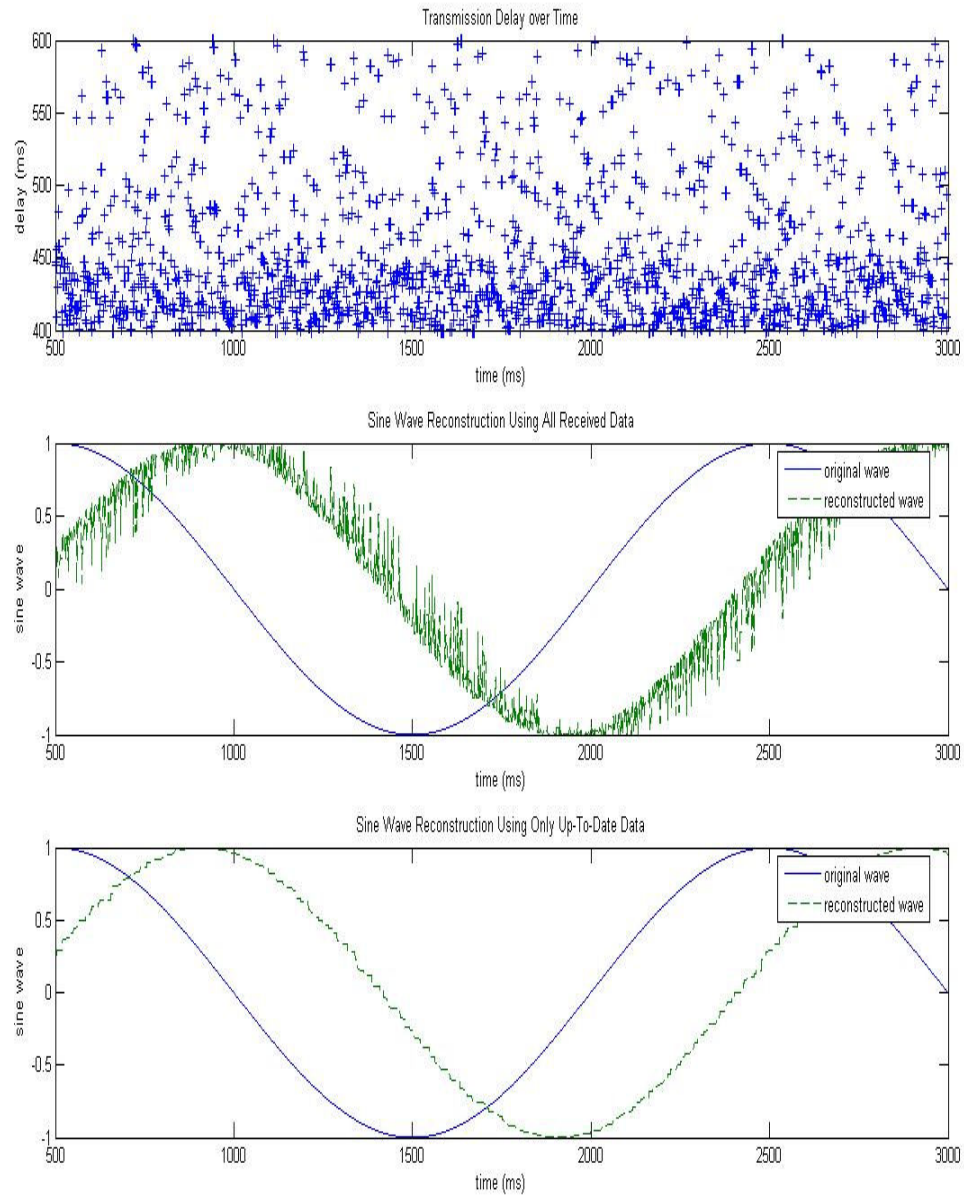 Transmission Delay over Time
600
550
500
450
400
delay (ms)
500 1000 1500 2000 2500 3000
time (ms)
Sine Wave Reconstruction Using All Received Data
1
0.5
0
-0.5
-1
sine wave
original wave
reconstructed wave
500 1000 1500 2000 2500 3000
time (ms)
Sine Wave Reconstruction Using Only Up-To-Date Data
1
0.5
0
-0.5
-1
sine wave
original wave
reconstructed wave
500 1000 1500 2000 2500 3000
time (ms)